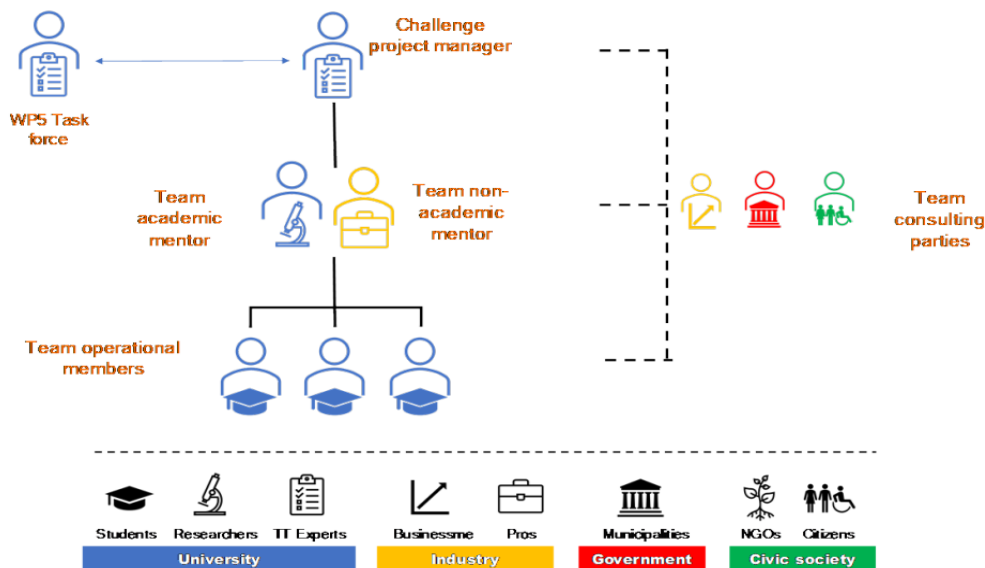 Challenge
project manager
WP5 Task
force
Team
academic
mentor
Team non-
academic
mentor
Team
consulting
parties
Team operational
members
Students
Researchers
TT Experts
Businessme
Pros
Municipalities
NGOs
Citizens
University
Industry
Government
Civic society